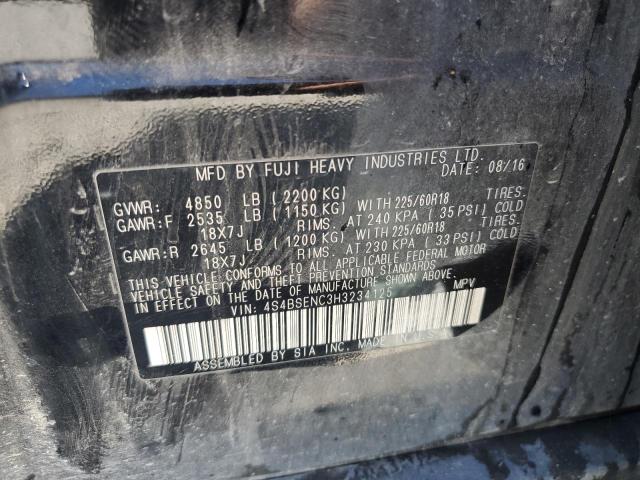 MFD BY FUJI HEAVY INDUSTRIES LTD.
DATE: 08/16
GVWR: 4850 LB (2200 KG)
GAWR:F 2535 LB (1150 KG) WITH 225/60R18 TIRES,
18X7J RIMS, AT 240 KPA (35 PSI) COLD
GAWR:R 2645 LB (1200 KG) WITH 225/60R18 TIRES,
18X7J RIMS, AT 230 KPA (33 PSI) COLD
THIS VEHICLE CONFORMS TO ALL APPLICABLE FEDERAL MOTOR
VEHICLE SAFETY AND THEFT PREVENTION STANDARDS
IN EFFECT ON THE DATE OF MANUFACTURE SHOWN ABOVE.
VIN: 4S4BSENC3H3234125 MPV
ASSEMBLED BY SIA INC. MADE IN